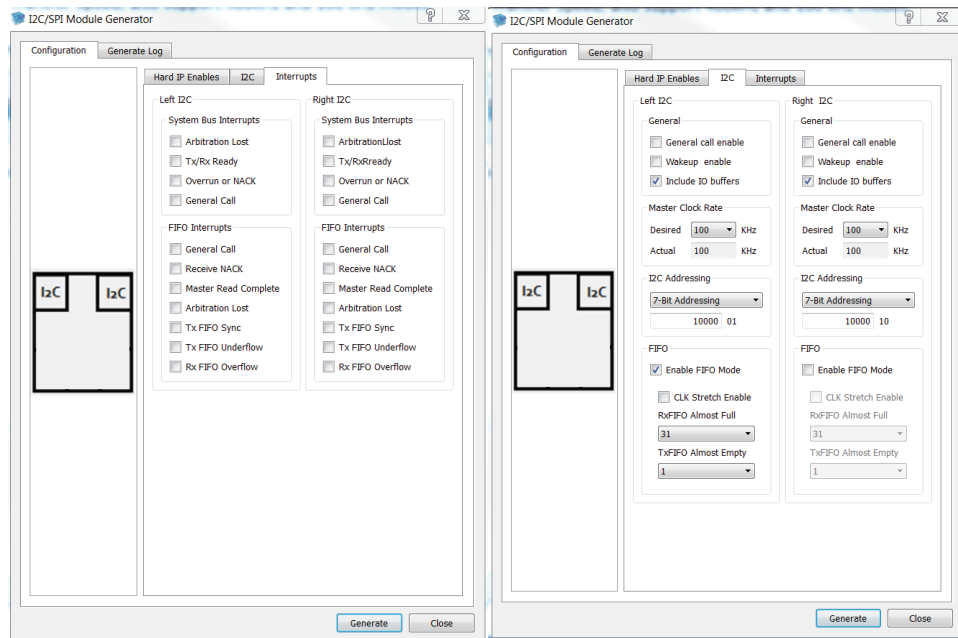 I2C/SPI Module Generator
Configuration
Generate Log
Hard IP Enables
I2C
Interrupts
Left I2C
System Bus Interrupts
Arbitration Lost
Tx/Rx Ready
Overrun or NACK
General Call
FIFO Interrupts
General Call
Receive NACK
Master Read Complete
Arbitration Lost
Tx FIFO Sync
Tx FIFO Underflow
Rx FIFO Overflow
Right I2C
System Bus Interrupts
ArbitrationLlost
Tx/RxRready
Overrun or NACK
General Call
FIFO Interrupts
General Call
Receive NACK
Master Read Complete
Arbitration Lost
Tx FIFO Sync
Tx FIFO Underflow
Rx FIFO Overflow
I2C
I2C
Generate
Close
I2C/SPI Module Generator
Configuration
Generate Log
Hard IP Enables
I2C
Interrupts
Left I2C
General
General call enable
Wakeup enable
Include IO buffers
Master Clock Rate
Desired 100 KHz
Actual 100 KHz
I2C Addressing
7-Bit Addressing
10000 01
FIFO
Enable FIFO Mode
CLK Stretch Enable
RxFIFO Almost Full
31
TxFIFO Almost Empty
1
Right I2C
General
General call enable
Wakeup enable
Include IO buffers
Master Clock Rate
Desired 100 KHz
Actual 100 KHz
I2C Addressing
7-Bit Addressing
10000 10
FIFO
Enable FIFO Mode
CLK Stretch Enable
RxFIFO Almost Full
31
TxFIFO Almost Empty
1
I2C
I2C
Generate
Close